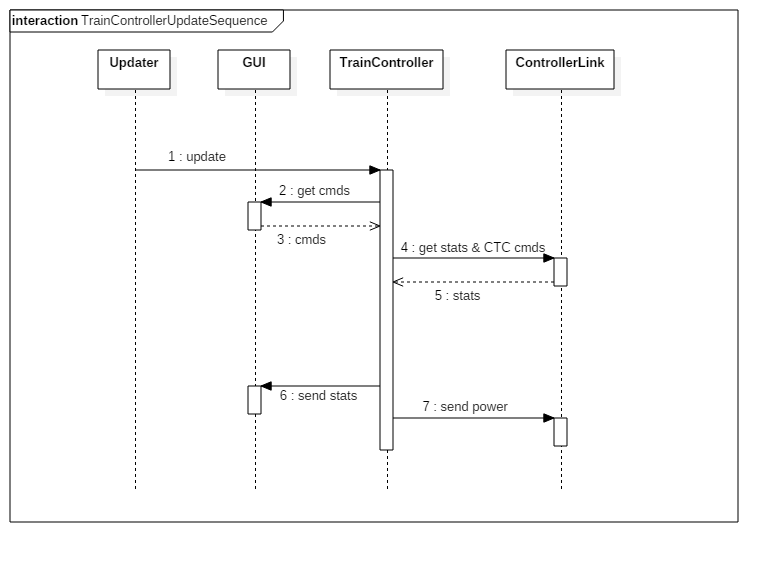 interaction TrainControllerUpdateSequence
Updater
GUI
TrainController
ControllerLink
1 : update
2 : get cmds
3 : cmds
4 : get stats & CTC cmds
5 : stats
6 : send stats
7 : send power